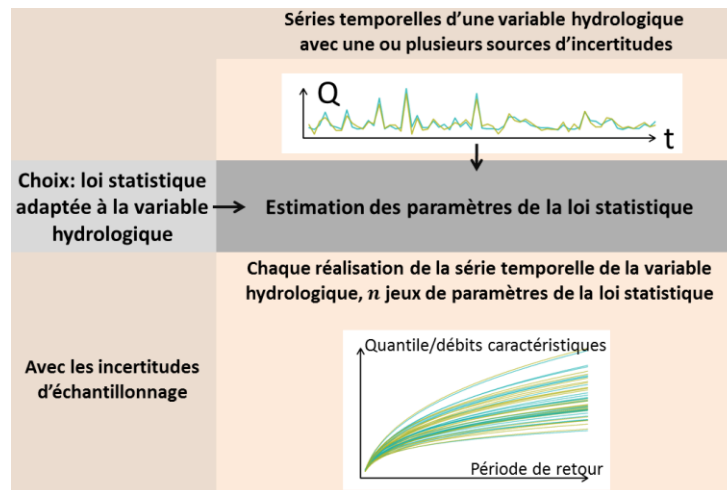 Séries temporelles d'une variable hydrologique
avec une ou plusieurs sources d'incertitudes
Q
t
Choix: loi statistique
adaptée à la variable
hydrologique
Estimation des paramètres de la loi statistique
Chaque réalisation de la série temporelle de la variable
hydrologique, n jeux de paramètres de la loi statistique
Avec les incertitudes
d'échantillonnage
Quantile/débits caractéristiques
Période de retour